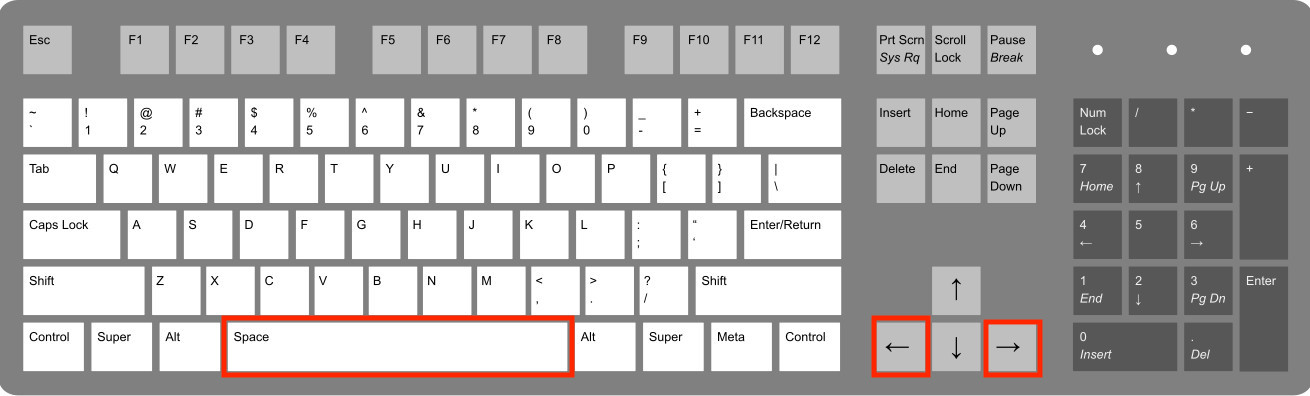 Esc F1 F2 F3 F4 F5 F6 F7 F8 F9 F10 F11 F12 Prt Scrn Scroll Pause
Sys Rq Lock Break
~ ! @ # $ % ^ & * ( ) _ + Backspace Insert Home Page Num / * −
` 1 2 3 4 5 6 7 8 9 0 - = Up Lock
Tab Q W E R T Y U I O P { } | Delete End Page 7 8 9 +
[ ] \ Down Home ↑ Pg Up
Caps Lock A S D F G H J K L : “ Enter/Return 4 5 6
; ‘ ← →
Shift Z X C V B N M < > ? Shift ↑ 1 2 3 Enter
, . / End ↓ Pg Dn
Control Super Alt Space Alt Super Meta Control ← ↓ → 0 .
Insert Del